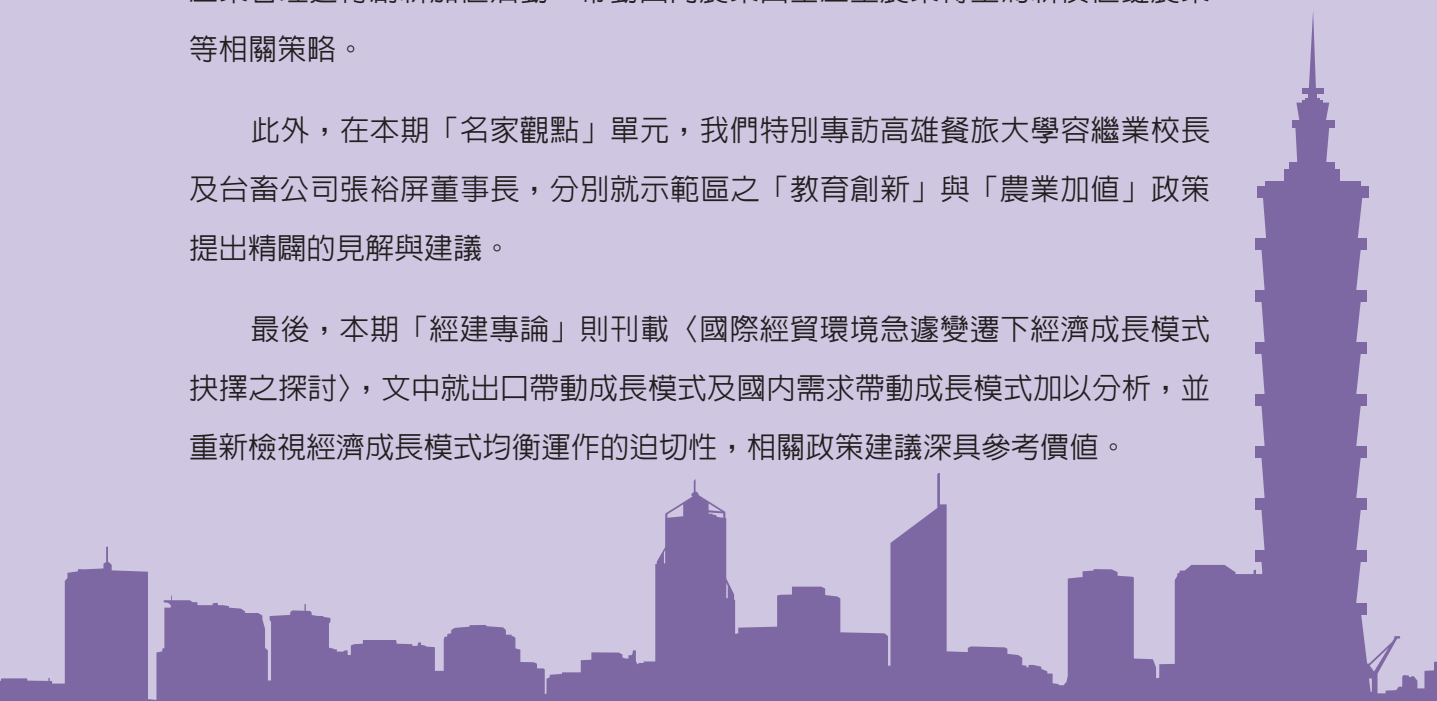 等相關策略。
此外，在本期「名家觀點」單元，我們特別專訪高雄餐旅大學容繼業校長
及台畜公司張裕屏董事長，分別就示範區之「教育創新」與「農業加值」政策
提出精闢的見解與建議。
最後，本期「經建專論」則刊載〈國際經貿環境急遽變遷下經濟成長模式
抉擇之探討〉，文中就出口帶動成長模式及國內需求帶動成長模式加以分析，並
重新檢視經濟成長模式均衡運作的迫切性，相關政策建議深具參考價值。